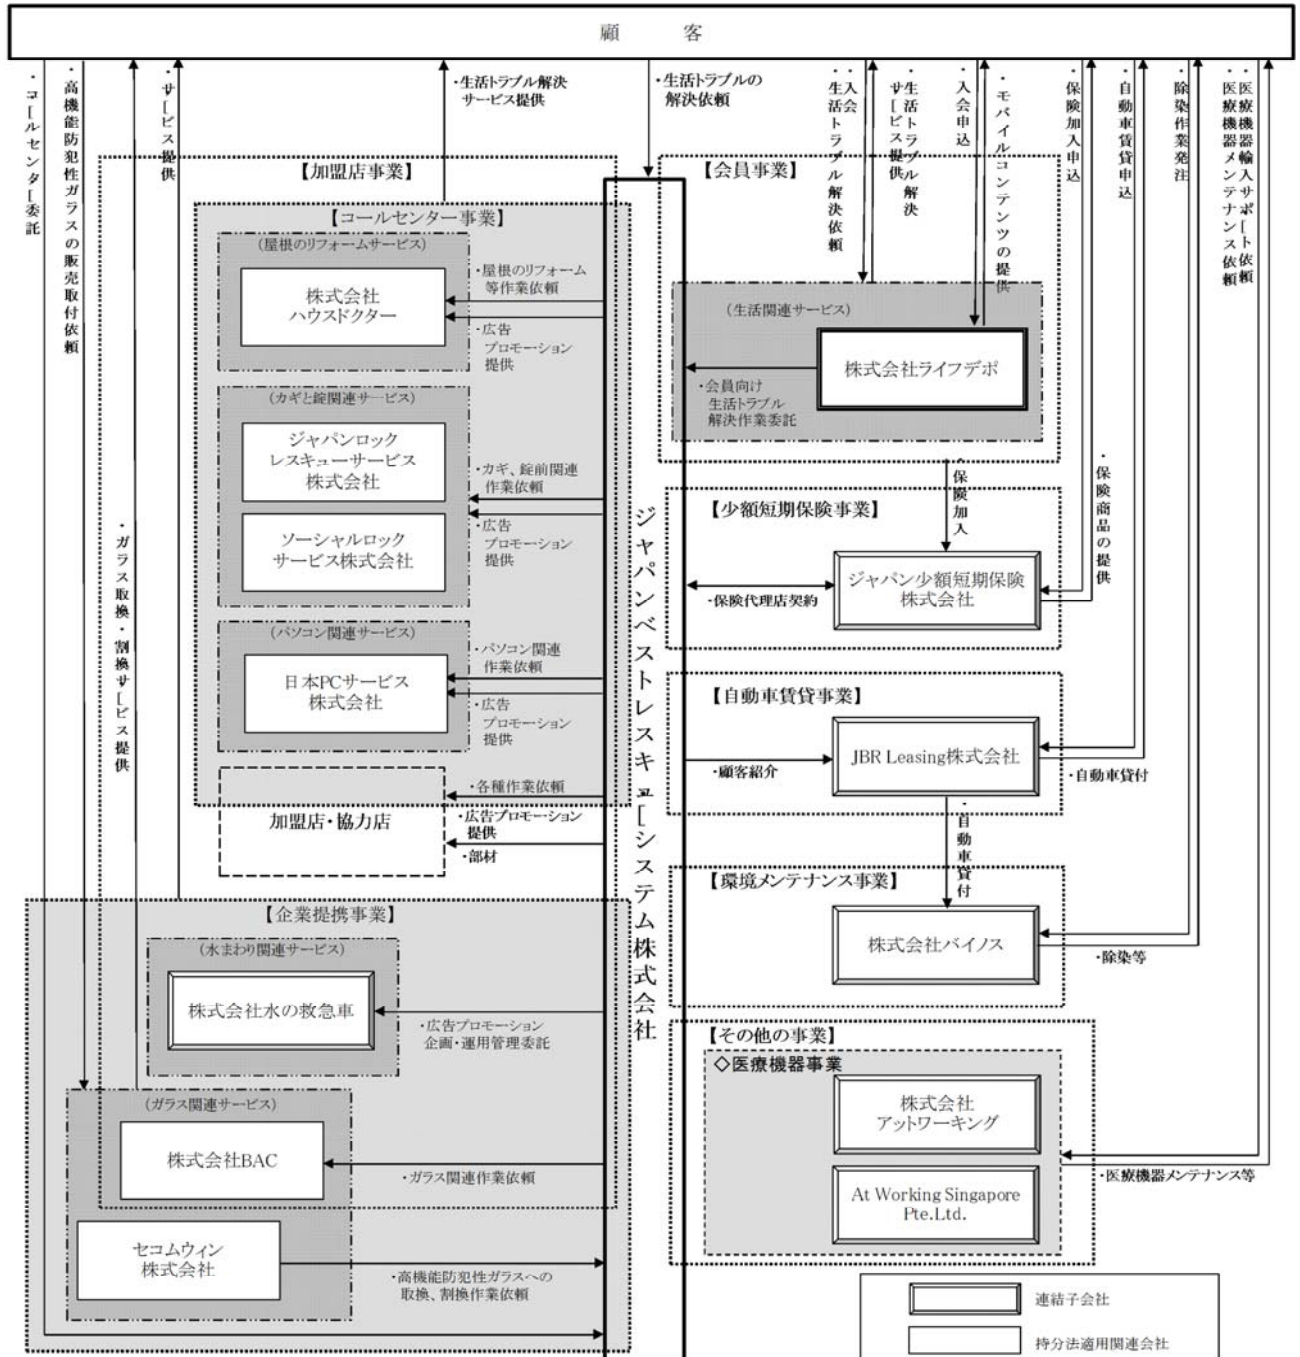 顧　客
・コールセンター委託
・高機能防犯性ガラスの販売取付依頼
・ガラス取換・割換サービス提供
・サービス提供
・生活トラブル解決
サービス提供
・生活トラブルの
解決依頼
・入会
・生活トラブル解決依頼
・生活トラブル解決
サービス提供
・入会申込
・モバイルコンテンツの提供
・保険加入申込
・保険商品の提供
・自動車賃貸申込
・除染作業発注
・医療機器輸入サポート依頼
・医療機器メンテナンス依頼
【加盟店事業】
【コールセンター事業】
(屋根のリフォームサービス)
株式会社
ハウスドクター
・屋根のリフォーム
等作業依頼
・広告
プロモーション
提供
(カギと錠関連サービス)
ジャパンロック
レスキューサービス
株式会社
ソーシャルロック
サービス株式会社
・カギ、錠前関連
作業依頼
・広告
プロモーション
提供
(パソコン関連サービス)
日本PCサービス
株式会社
・パソコン関連
作業依頼
・広告
プロモーション
提供
加盟店・協力店
・各種作業依頼
・広告プロモーション
提供
・部材
【企業提携事業】
(水まわり関連サービス)
株式会社水の救急車
・広告プロモーション
企画・運用管理委託
(ガラス関連サービス)
株式会社BAC
・ガラス関連作業依頼
セコムウィン
株式会社
・高機能防犯性ガラスへの
取換、割換作業依頼
ジャパンベストレスキューシステム株式会社
【会員事業】
(生活関連サービス)
株式会社ライフデポ
・会員向け
生活トラブル
解決作業委託
・保険加入
【少額短期保険事業】
ジャパン少額短期保険
株式会社
・保険代理店契約
【自動車賃貸事業】
JBR Leasing株式会社
・顧客紹介
・自動車貸付
・自動車貸付
【環境メンテナンス事業】
株式会社バイノス
・除染等
【その他の事業】
◇医療機器事業
株式会社
アットワーキング
At Working Singapore
Pte.Ltd.
・医療機器メンテナンス等
連結子会社
持分法適用関連会社